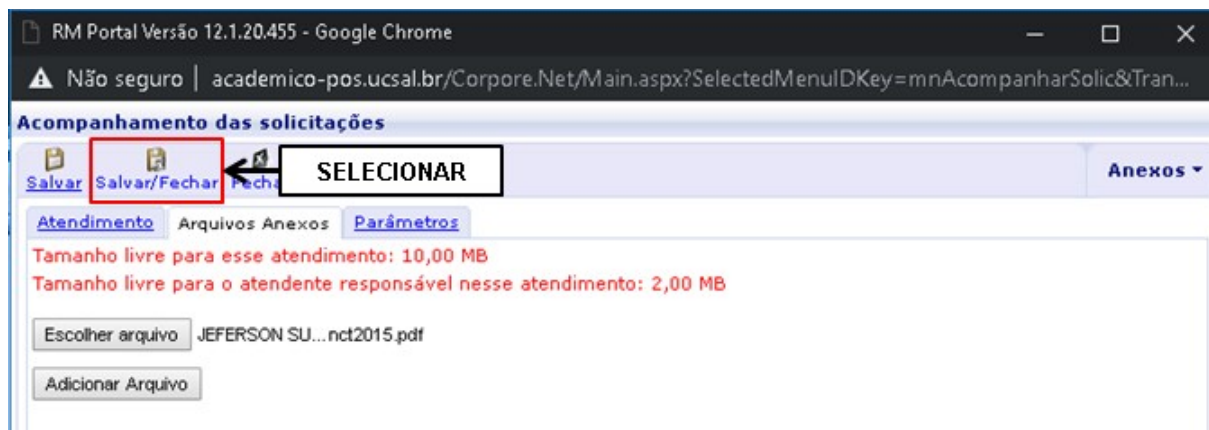 RM Portal Versão 12.1.20.455 - Google Chrome
Não seguro | academico-pos.ucsal.br/Corpore.Net/Main.aspx?SelectedMenuIDKey=mnAcompanharSolic&Tran...
Acompanhamento das solicitações
Salvar Salvar/Fechar SELECIONAR Anexos
Atendimento Arquivos Anexos Parâmetros
Tamanho livre para esse atendimento: 10,00 MB
Tamanho livre para o atendente responsável nesse atendimento: 2,00 MB
Escolher arquivo JEFERSON SU...nct2015.pdf
Adicionar Arquivo